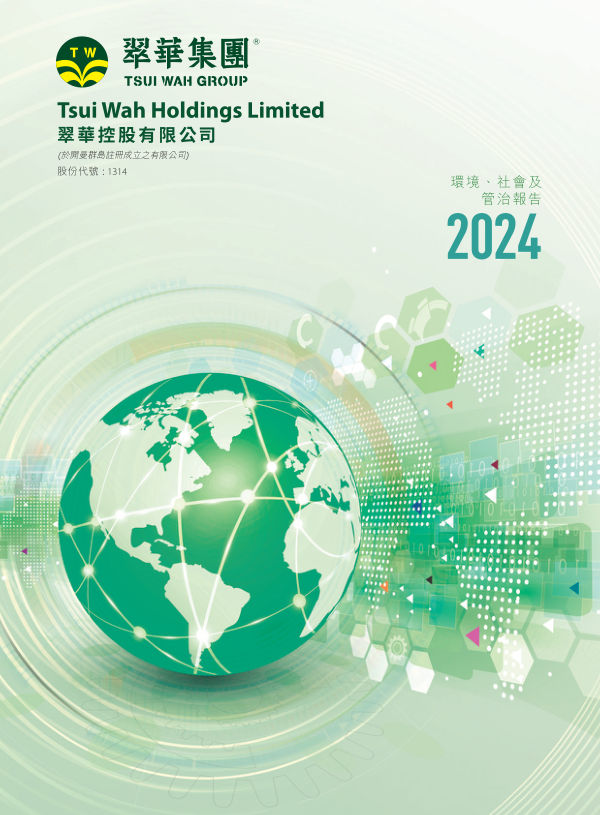 TW
翠華集團®
TSUI WAH GROUP
Tsui Wah Holdings Limited
翠華控股有限公司
(於開曼群島註冊成立之有限公司)
股份代號：1314
環境、社會及
管治報告
2024